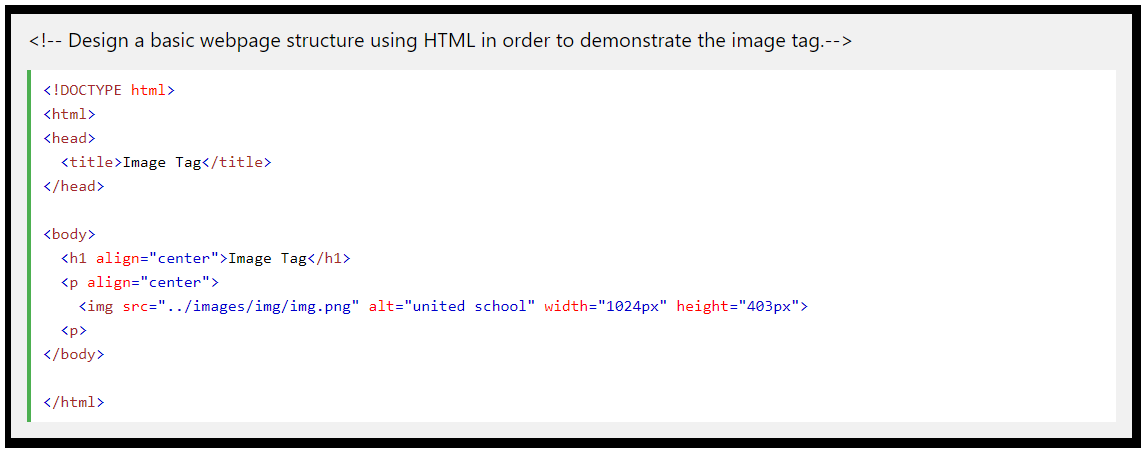 <!-- Design a basic webpage structure using HTML in order to demonstrate the image tag.-->
<!DOCTYPE html>
<html>
<head>
  <title>Image Tag</title>
</head>

<body>
  <h1 align="center">Image Tag</h1>
  <p align="center">
    <img src="../images/img/img.png" alt="united school" width="1024px" height="403px">
  <p>
</body>

</html>